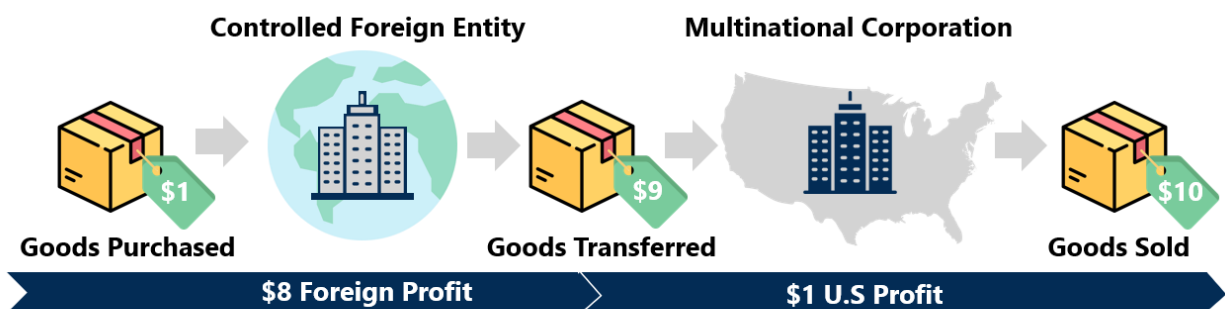 Controlled Foreign Entity
Multinational Corporation
$1
$9
$10
Goods Purchased
Goods Transferred
Goods Sold
$8 Foreign Profit
$1 U.S Profit